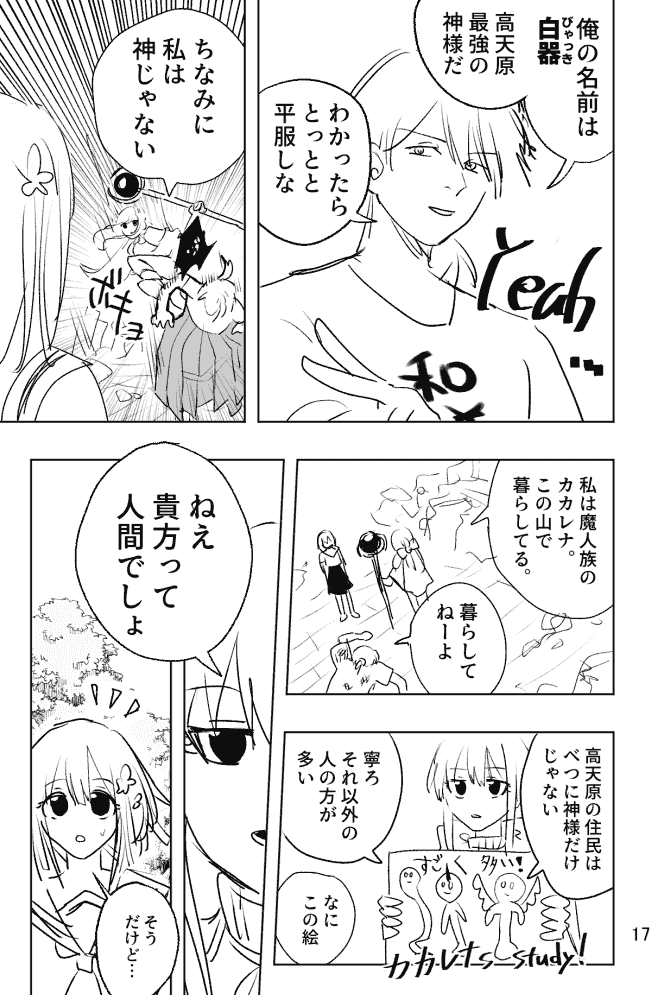 俺の名前は
白器
びゃっき
高天原
最強の
神様だ
わかったら
とっとと
平服しな
Yeah
和
ちなみに
私は
神じゃない
ボキョ
私は魔人族の
カカレナ。
この山で
暮らしてる。
暮らして
ねーよ
ねえ
貴方って
人間でしょ
そう
だけど…
高天原の住民は
べつに神様だけ
じゃない
寧ろ
それ以外の
人の方が
多い
すごく 多い!
なに
この絵
study!
17